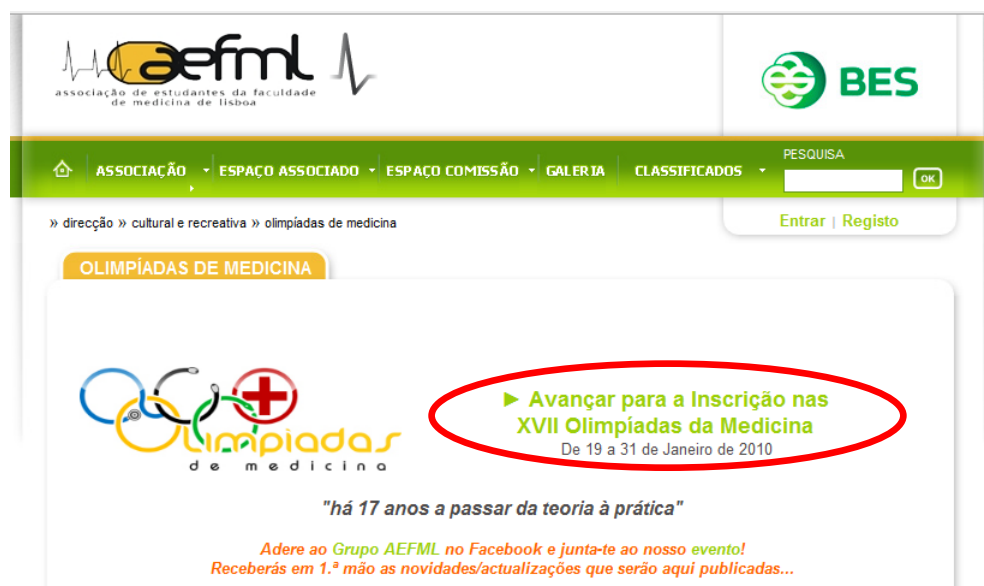 aefml
associação de estudantes da faculdade
de medicina de lisboa
BES
ASSOCIAÇÃO ESPAÇO ASSOCIADO ESPAÇO COMISSÃO GALERIA CLASSIFICADOS
PESQUISA
OK
» direcção » cultural e recreativa » olimpíadas de medicina
Entrar | Registo
OLIMPÍADAS DE MEDICINA
Olimpiadas
de medicina
► Avançar para a Inscrição nas
XVII Olimpíadas da Medicina
De 19 a 31 de Janeiro de 2010
"há 17 anos a passar da teoria à prática"
Adere ao Grupo AEFML no Facebook e junta-te ao nosso evento!
Receberás em 1.ª mão as novidades/actualizações que serão aqui publicadas...